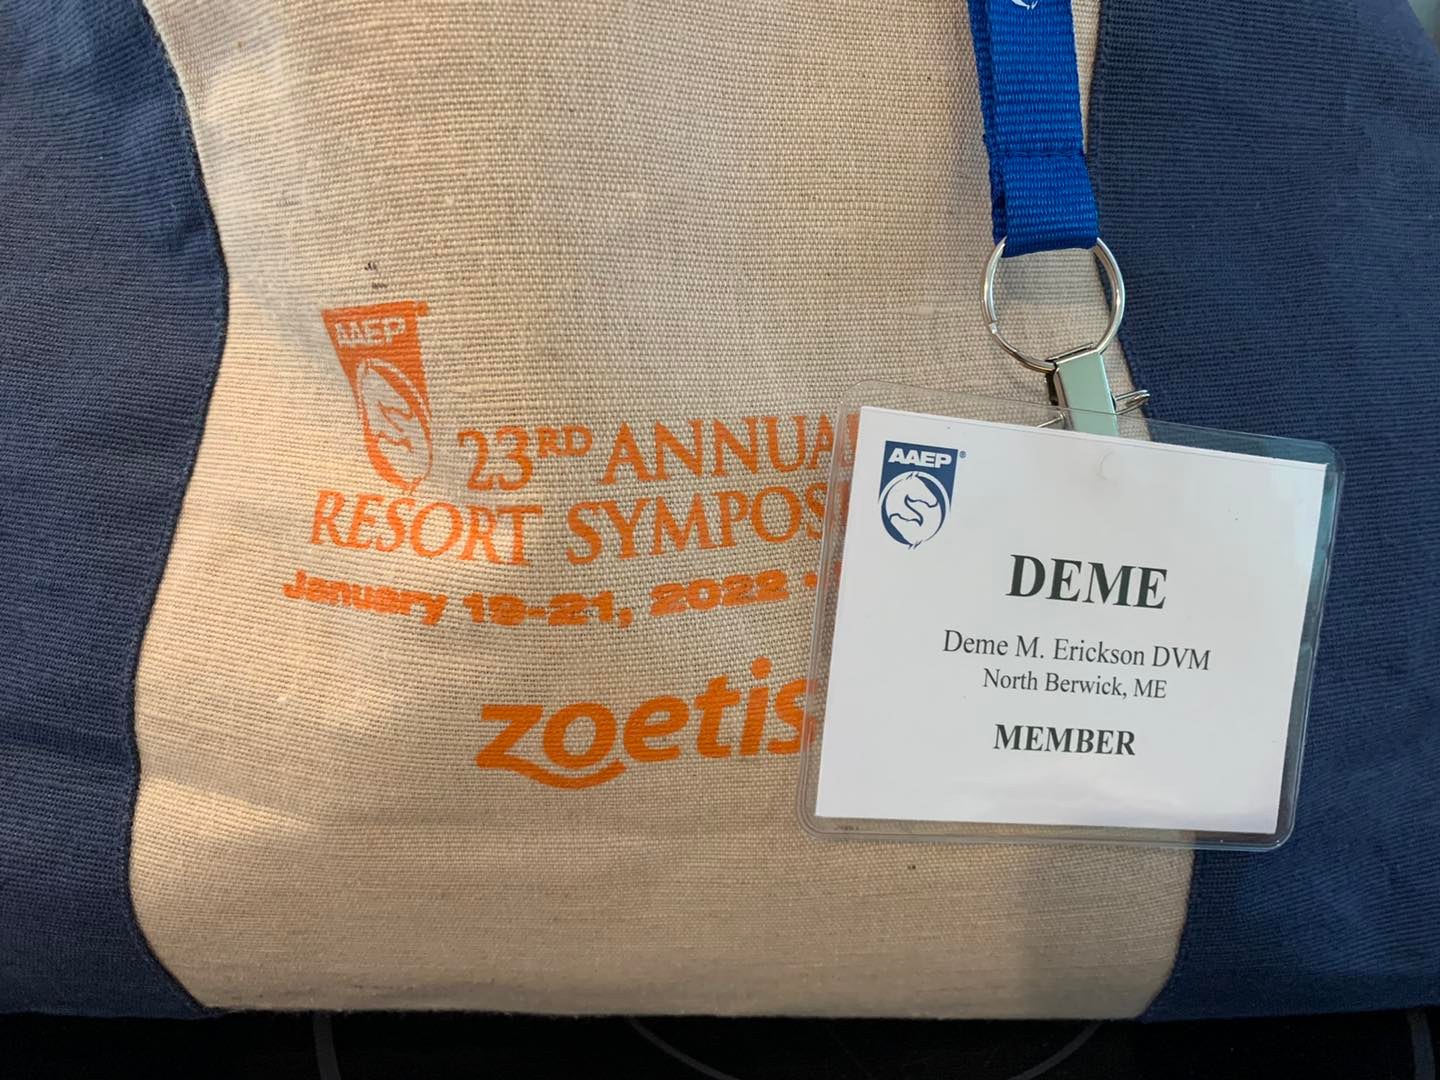 AAEP
23RD ANNUA
RESORT SYMPOS
January 19-21, 2022
zoetis
AAEP®
DEME
Deme M. Erickson DVM
North Berwick, ME
MEMBER